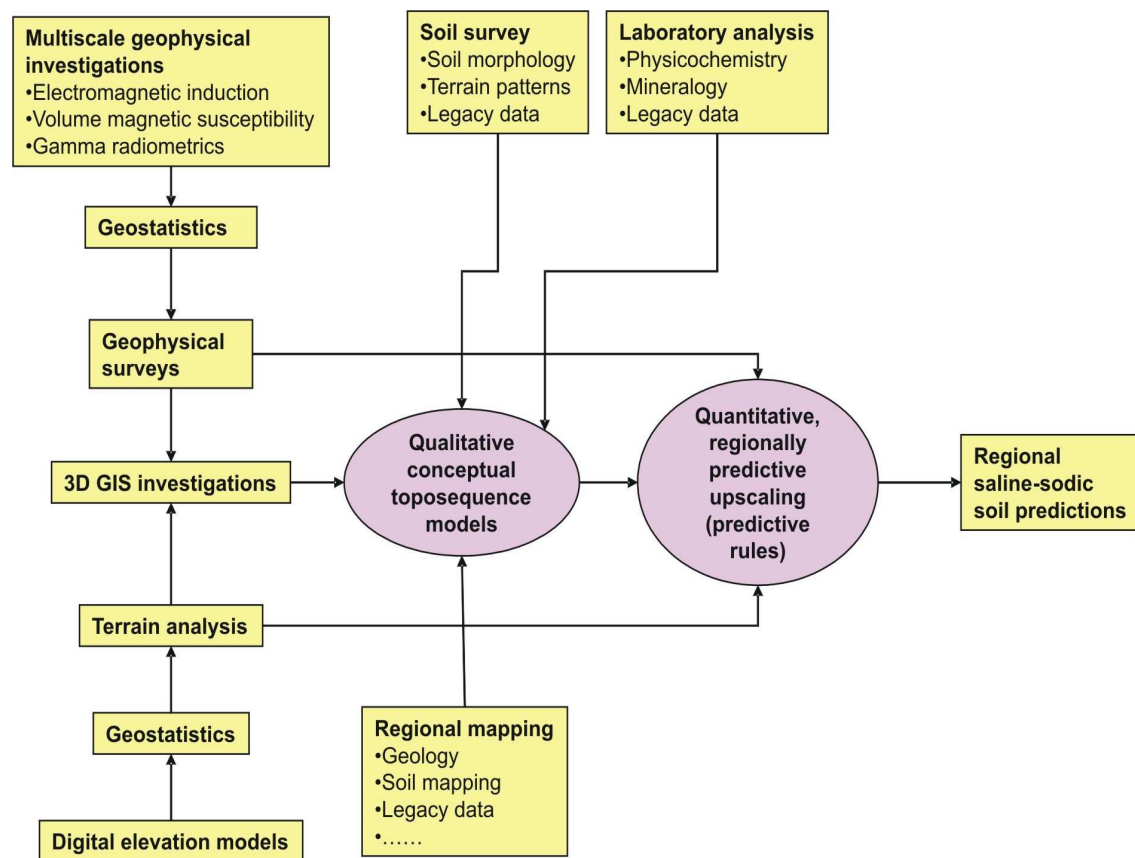 Multiscale geophysical
investigations
•Electromagnetic induction
•Volume magnetic susceptibility
•Gamma radiometrics
Soil survey
•Soil morphology
•Terrain patterns
•Legacy data
Laboratory analysis
•Physicochemistry
•Mineralogy
•Legacy data
Geostatistics
Geophysical
surveys
3D GIS investigations
Qualitative
conceptual
toposequence
models
Quantitative,
regionally
predictive
upscaling
(predictive
rules)
Regional
saline-sodic
soil predictions
Terrain analysis
Geostatistics
Digital elevation models
Regional mapping
•Geology
•Soil mapping
•Legacy data
•......